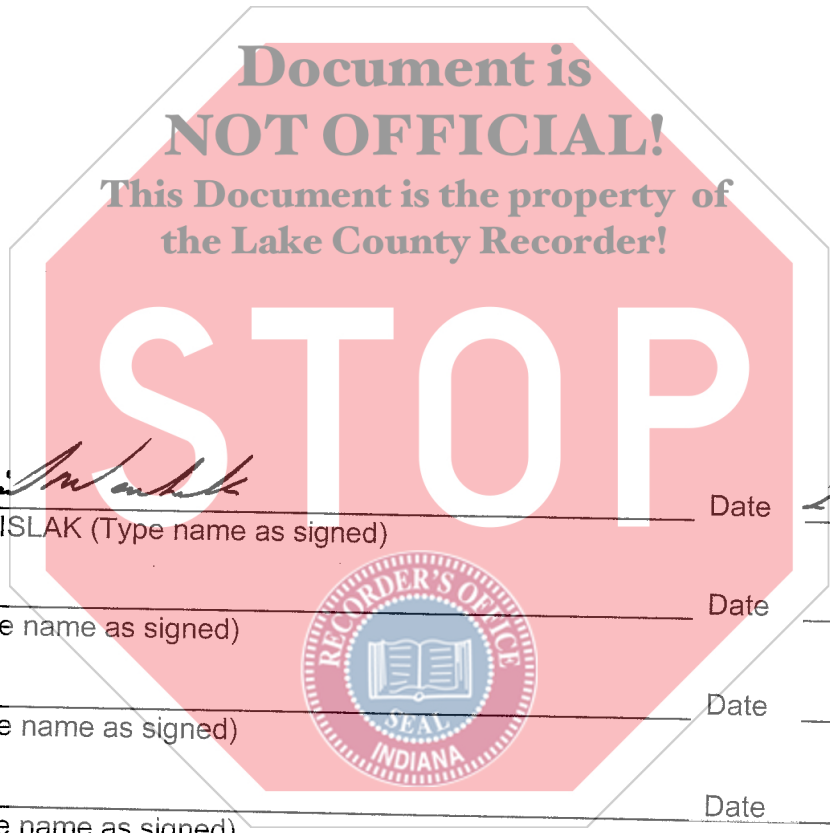 Document is
NOT OFFICIAL!
This Document is the property of
the Lake County Recorder!
STOP
Date
ISLAK (Type name as signed)
RECORDER'S OFFICE
Date
e name as signed)
SEAL
INDIANA
Date
e name as signed)
Date
e name as signed)